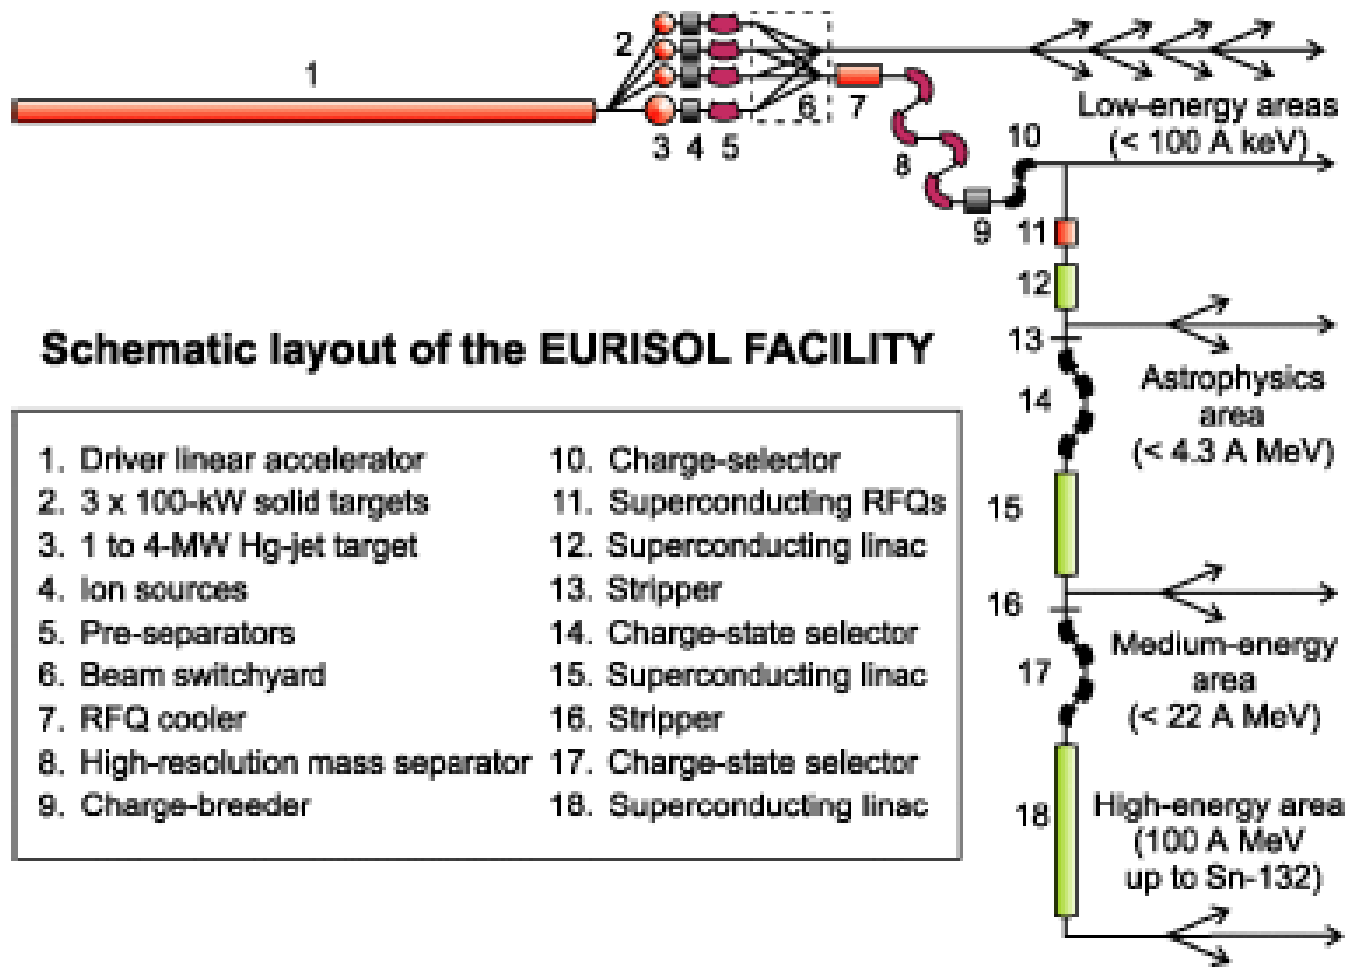 1
2
3 4 5
6
7
8
9
10
Low-energy areas
(< 100 A keV)
11
12
13
14
Astrophysics
area
(< 4.3 A MeV)
15
16
17
Medium-energy
area
(< 22 A MeV)
18
High-energy area
(100 A MeV
up to Sn-132)
Schematic layout of the EURISOL FACILITY
1. Driver linear accelerator
2. 3 x 100-kW solid targets
3. 1 to 4-MW Hg-jet target
4. Ion sources
5. Pre-separators
6. Beam switchyard
7. RFQ cooler
8. High-resolution mass separator
9. Charge-breeder
10. Charge-selector
11. Superconducting RFQs
12. Superconducting linac
13. Stripper
14. Charge-state selector
15. Superconducting linac
16. Stripper
17. Charge-state selector
18. Superconducting linac